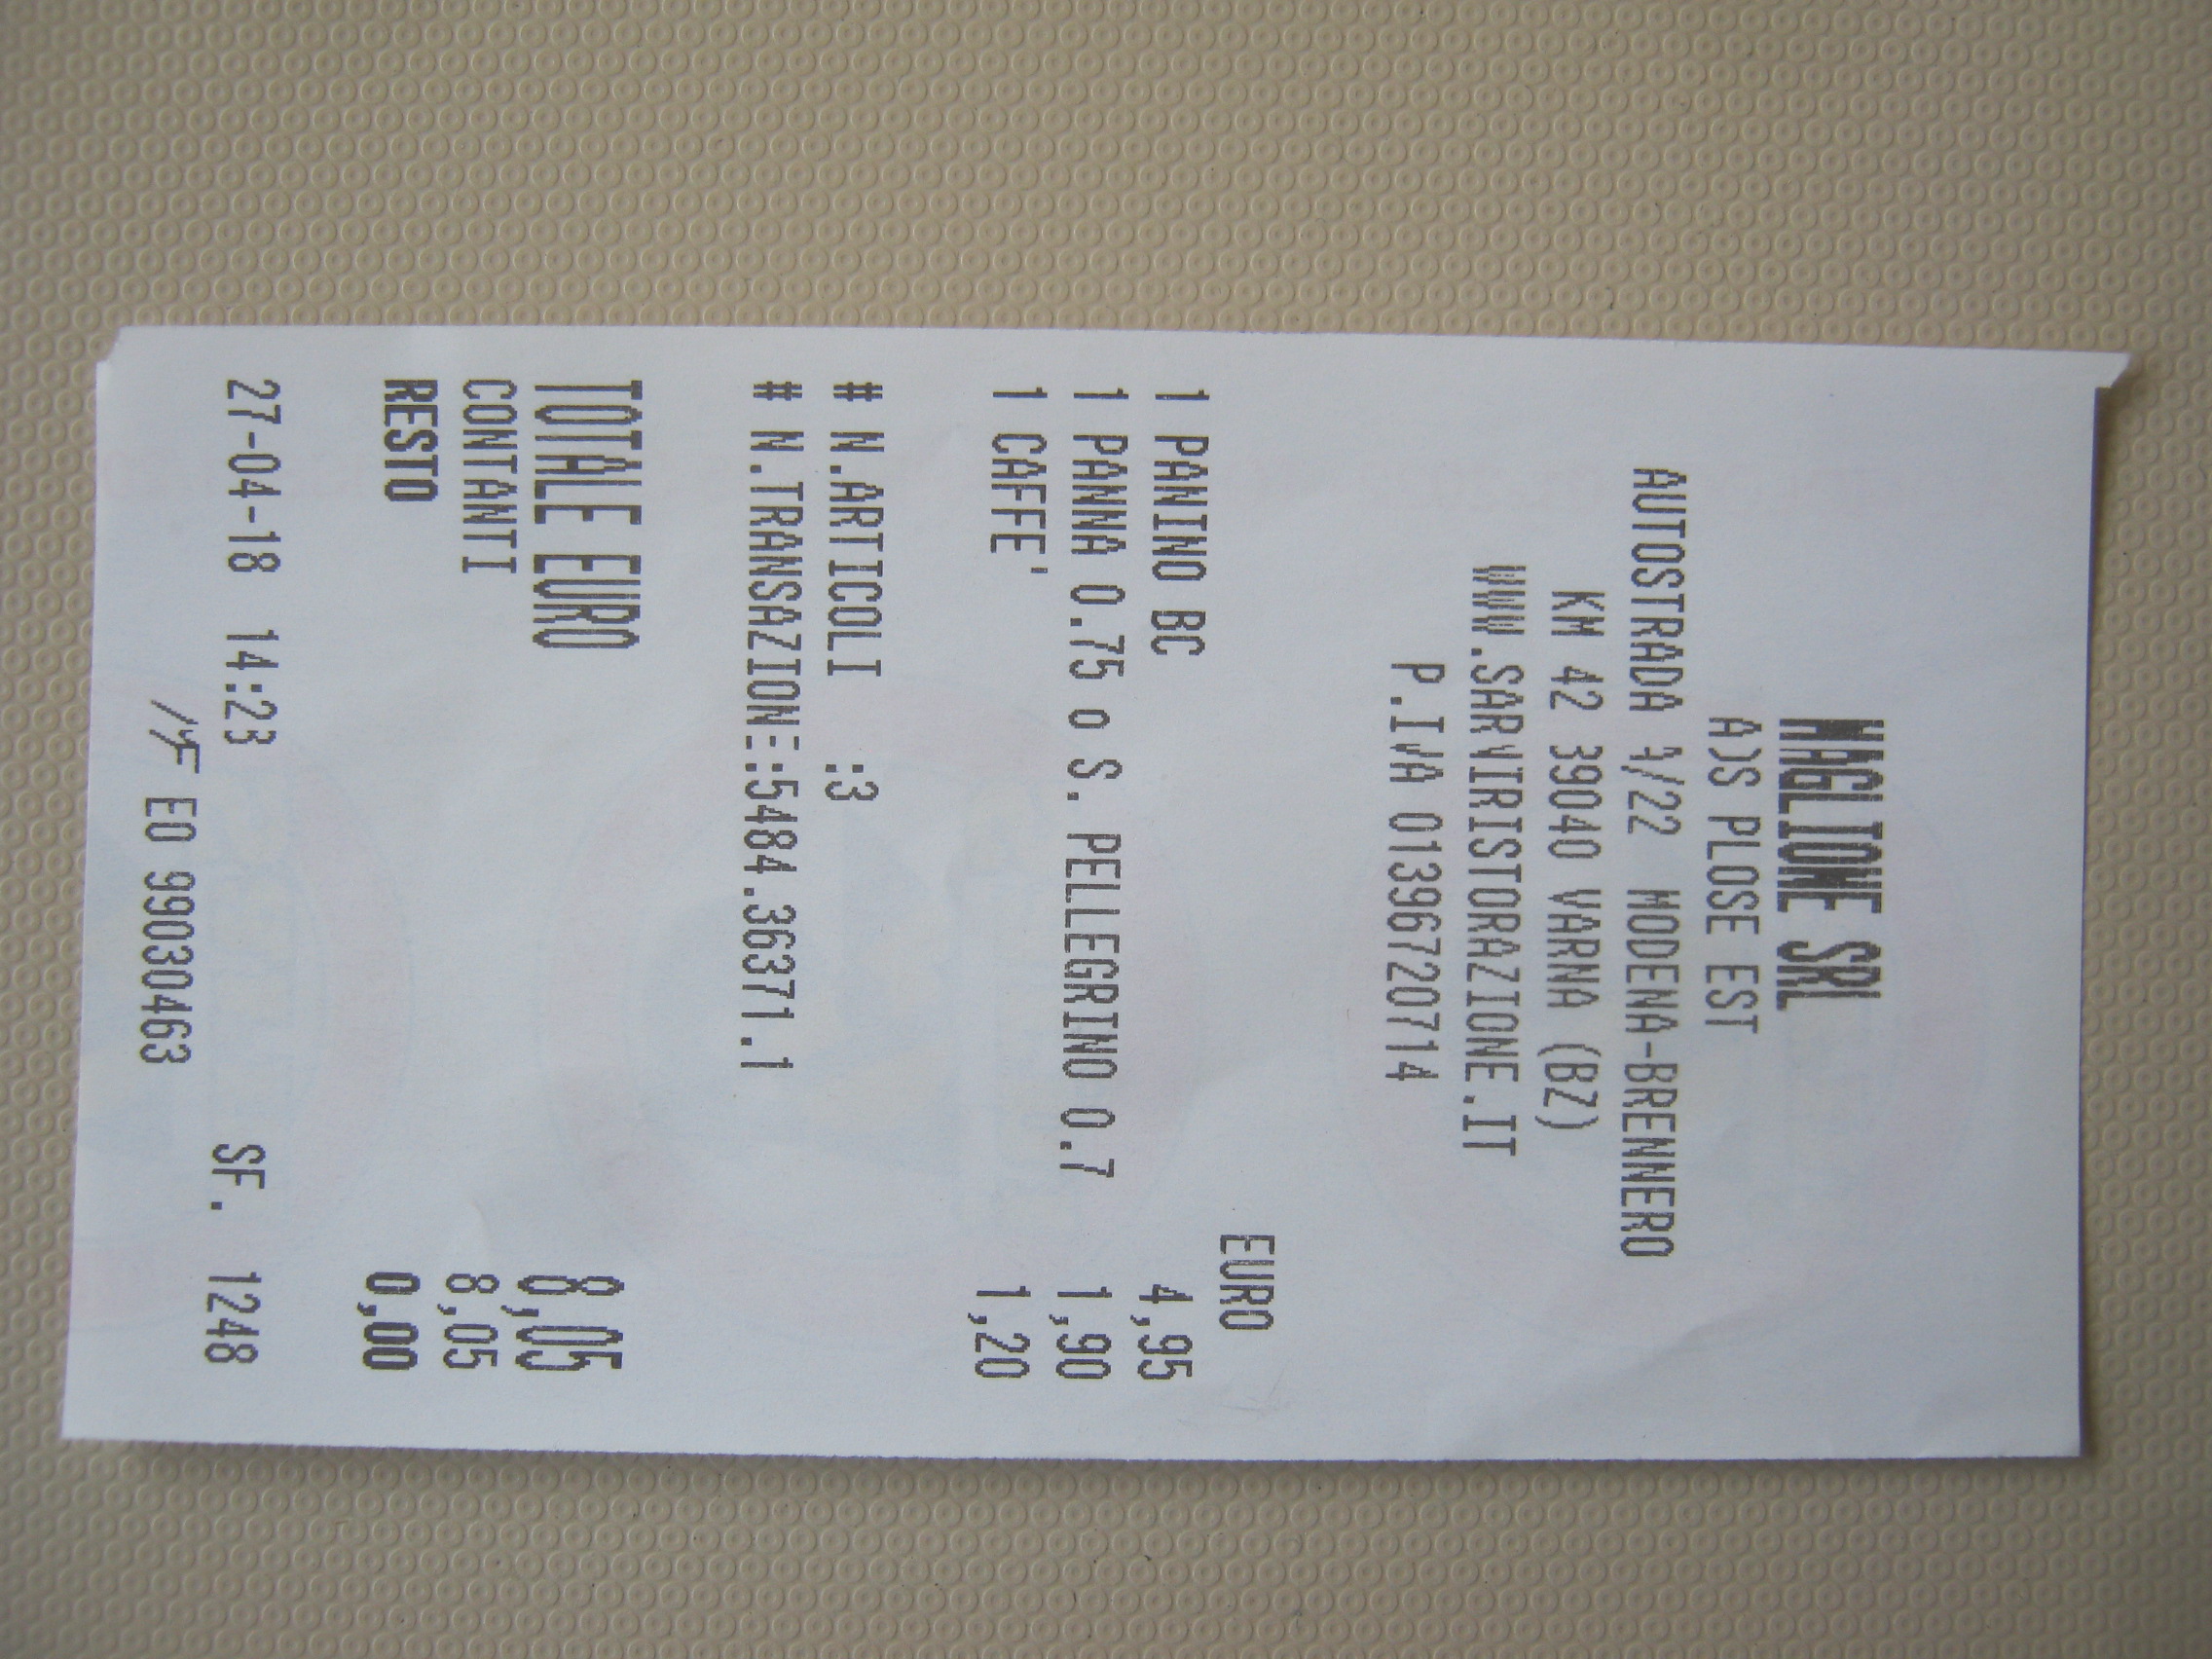 MAGLIONE SRL
A)S PLOSE EST
AUTOSTRADA A/22 MODENA-BRENNERO
KM 42 39040 VARNA (BZ)
WWW.SARVIRISTORAZIONE.IT
P.IVA 01396720714
EURO
1 PANINO BC 4,95
1 PANNA 0.75 o S. PELLEGRINO 0.7 1,90
1 CAFFE' 1,20
# N.ARTICOLI :3
# N.TRANSAZIONE:5484.36371.1
TOTALE EURO 8,05
CONTANTI 8,05
RESTO 0,00
27-04-18 14:23 SF. 1248
EO 99030463